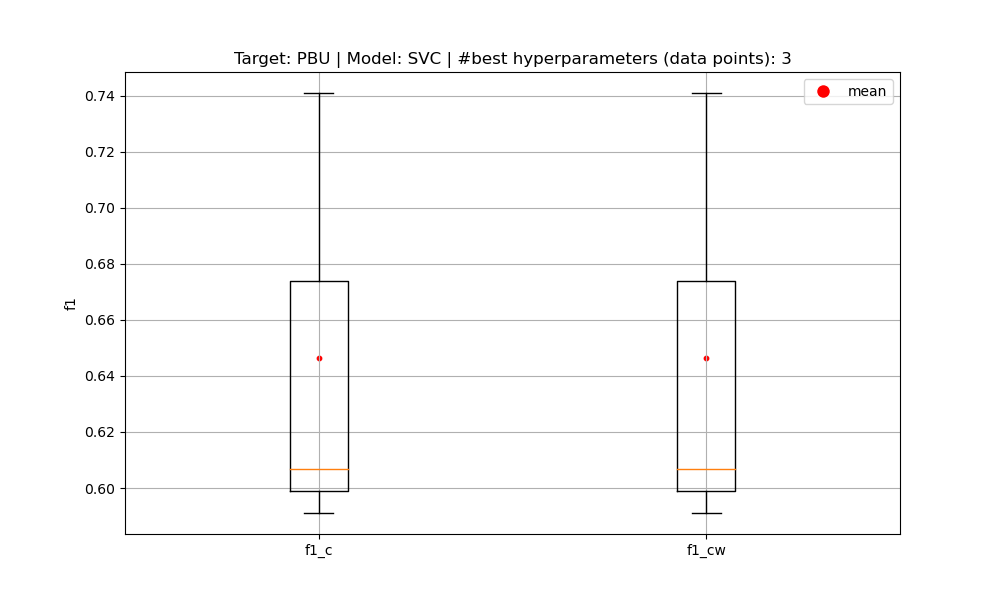 Target: PBU | Model: SVC | #best hyperparameters (data points): 3
mean
0.74
0.72
0.70
0.68
0.66
0.64
0.62
0.60
f1
f1_c
f1_cw